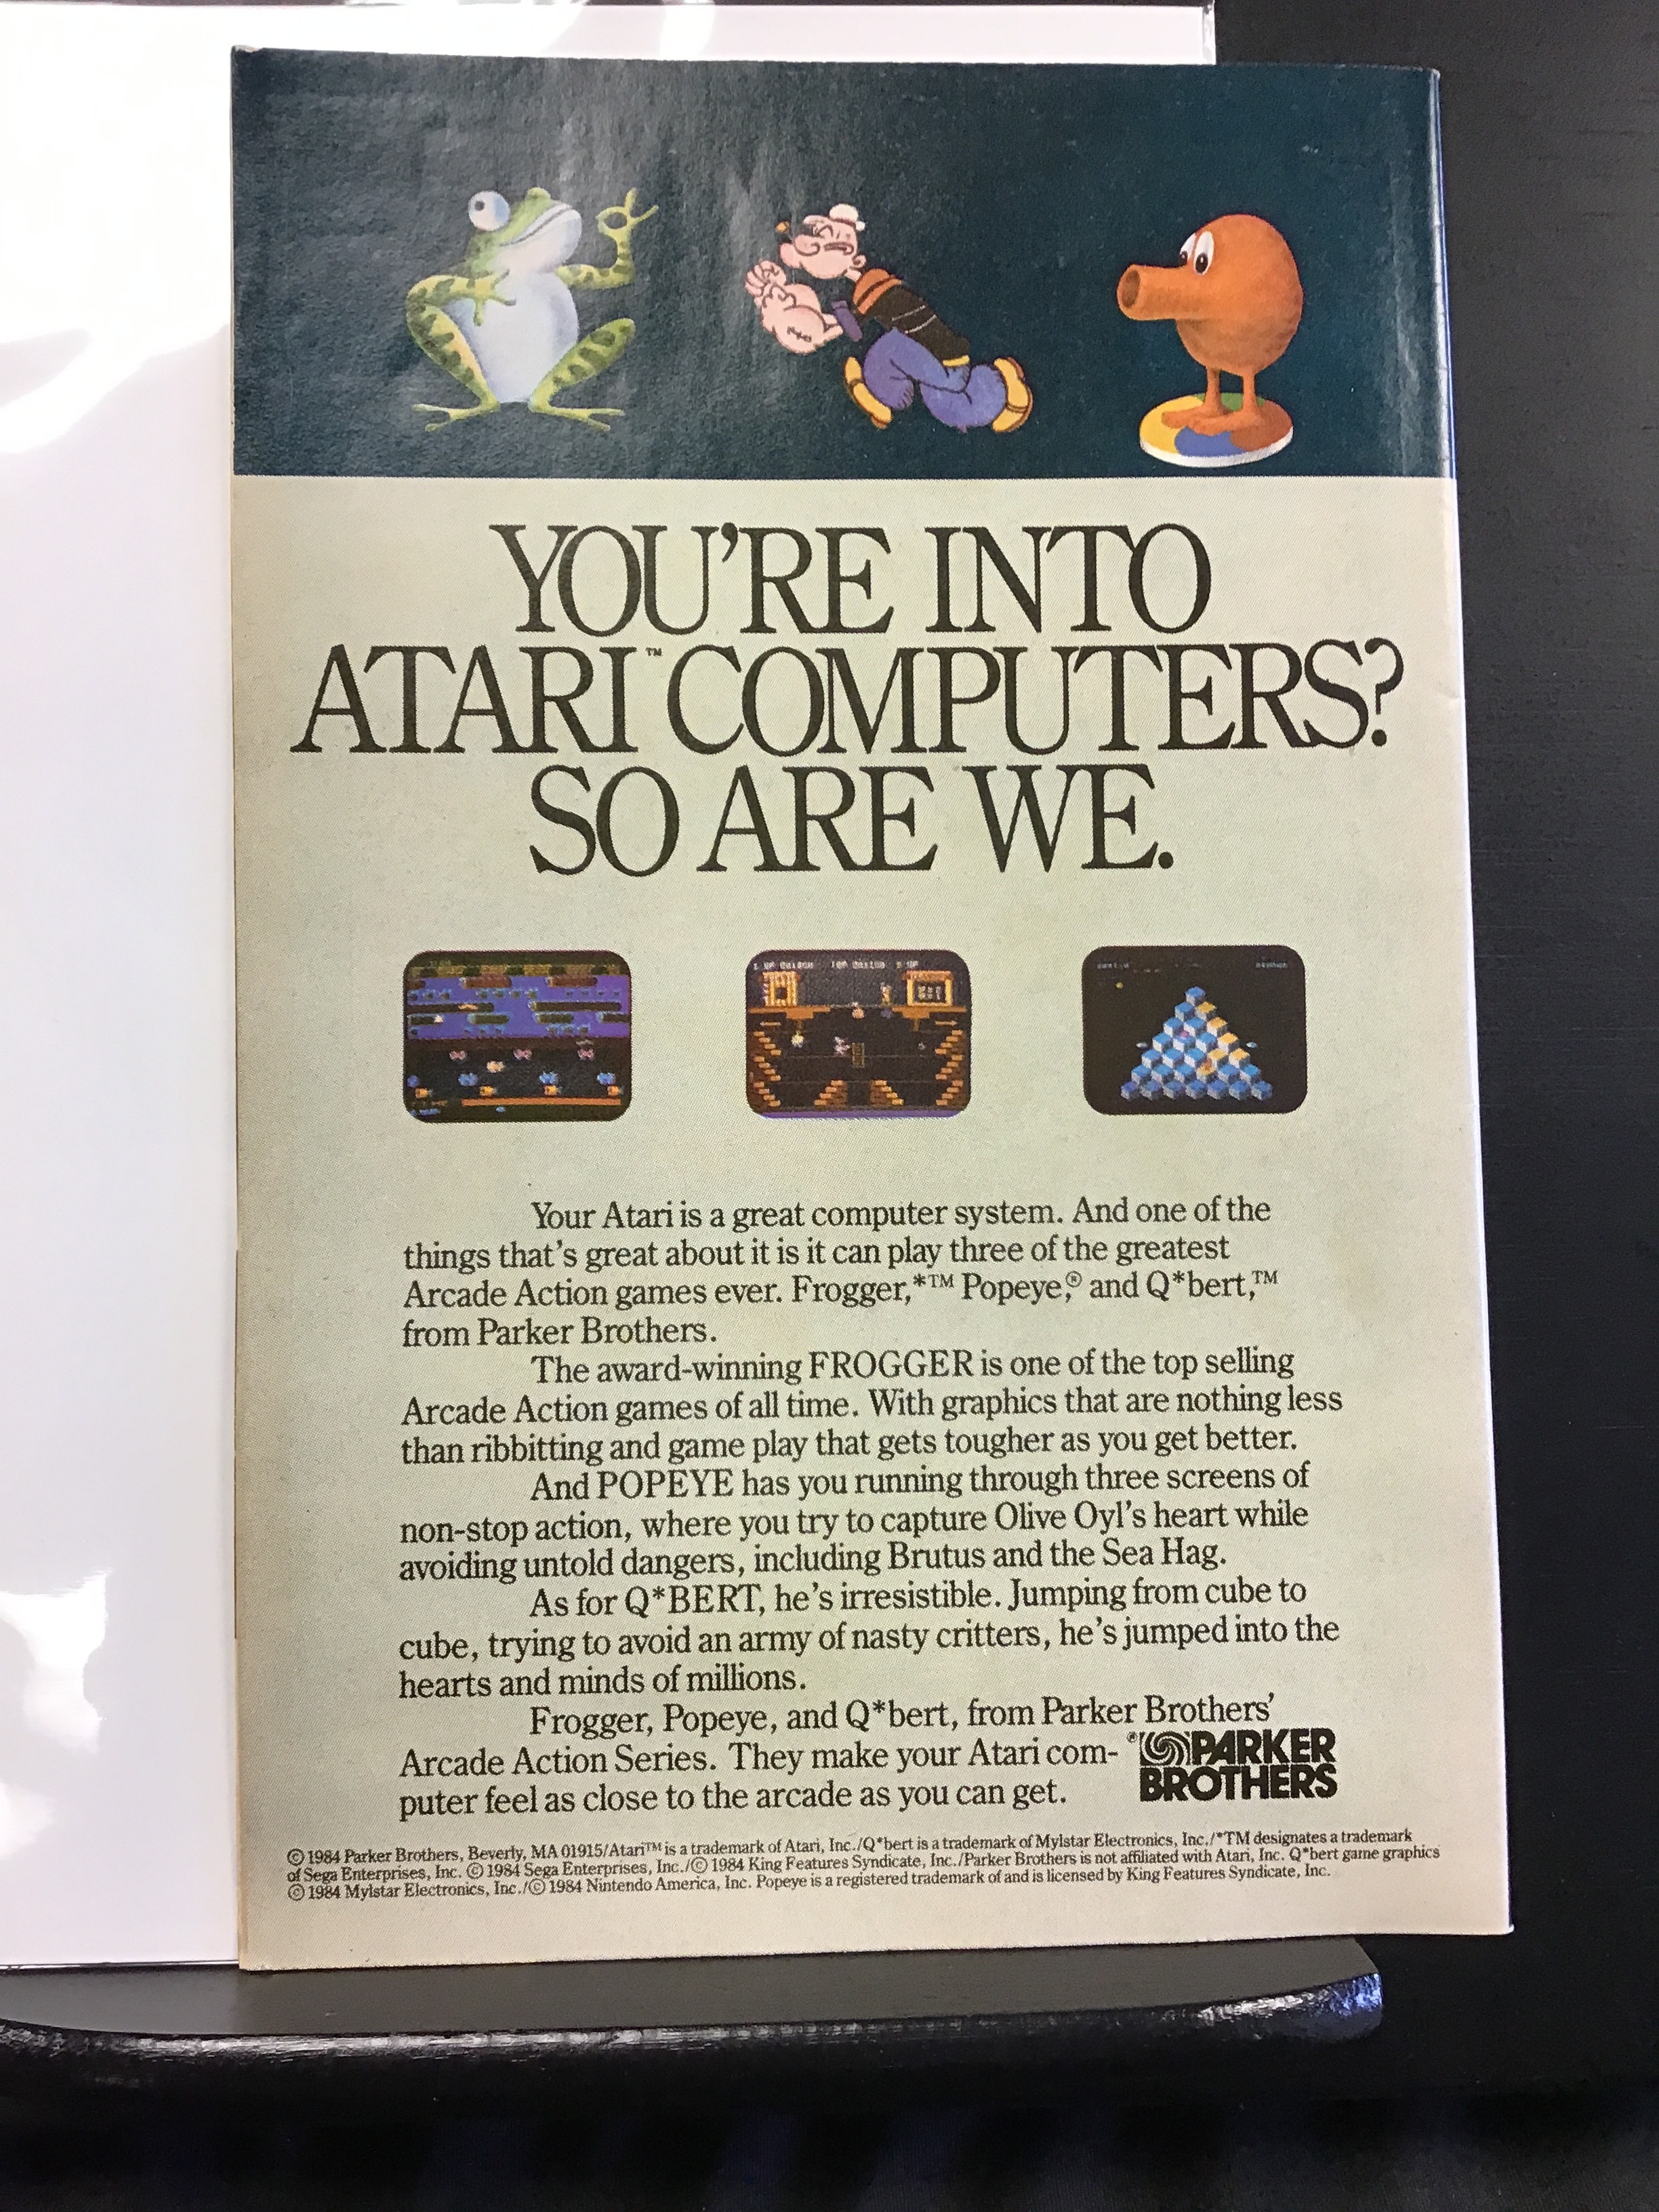 YOU'RE INTO
ATARI™ COMPUTERS?
SO ARE WE.
Your Atari is a great computer system. And one of the
things that's great about it is it can play three of the greatest
Arcade Action games ever. Frogger,*™ Popeye,® and Q*bert,™
from Parker Brothers.
The award-winning FROGGER is one of the top selling
Arcade Action games of all time. With graphics that are nothing less
than ribbitting and game play that gets tougher as you get better.
And POPEYE has you running through three screens of
non-stop action, where you try to capture Olive Oyl's heart while
avoiding untold dangers, including Brutus and the Sea Hag.
As for Q*BERT, he's irresistible. Jumping from cube to
cube, trying to avoid an army of nasty critters, he's jumped into the
hearts and minds of millions.
Frogger, Popeye, and Q*bert, from Parker Brothers'
Arcade Action Series. They make your Atari com-
puter feel as close to the arcade as you can get.
PARKER
BROTHERS
© 1984 Parker Brothers, Beverly, MA 01915/Atari™ is a trademark of Atari, Inc./Q*bert is a trademark of Mylstar Electronics, Inc./*TM designates a trademark
of Sega Enterprises, Inc. © 1984 Sega Enterprises, Inc./© 1984 King Features Syndicate, Inc./Parker Brothers is not affiliated with Atari, Inc. Q*bert game graphics
© 1984 Mylstar Electronics, Inc./© 1984 Nintendo America, Inc. Popeye is a registered trademark of and is licensed by King Features Syndicate, Inc.